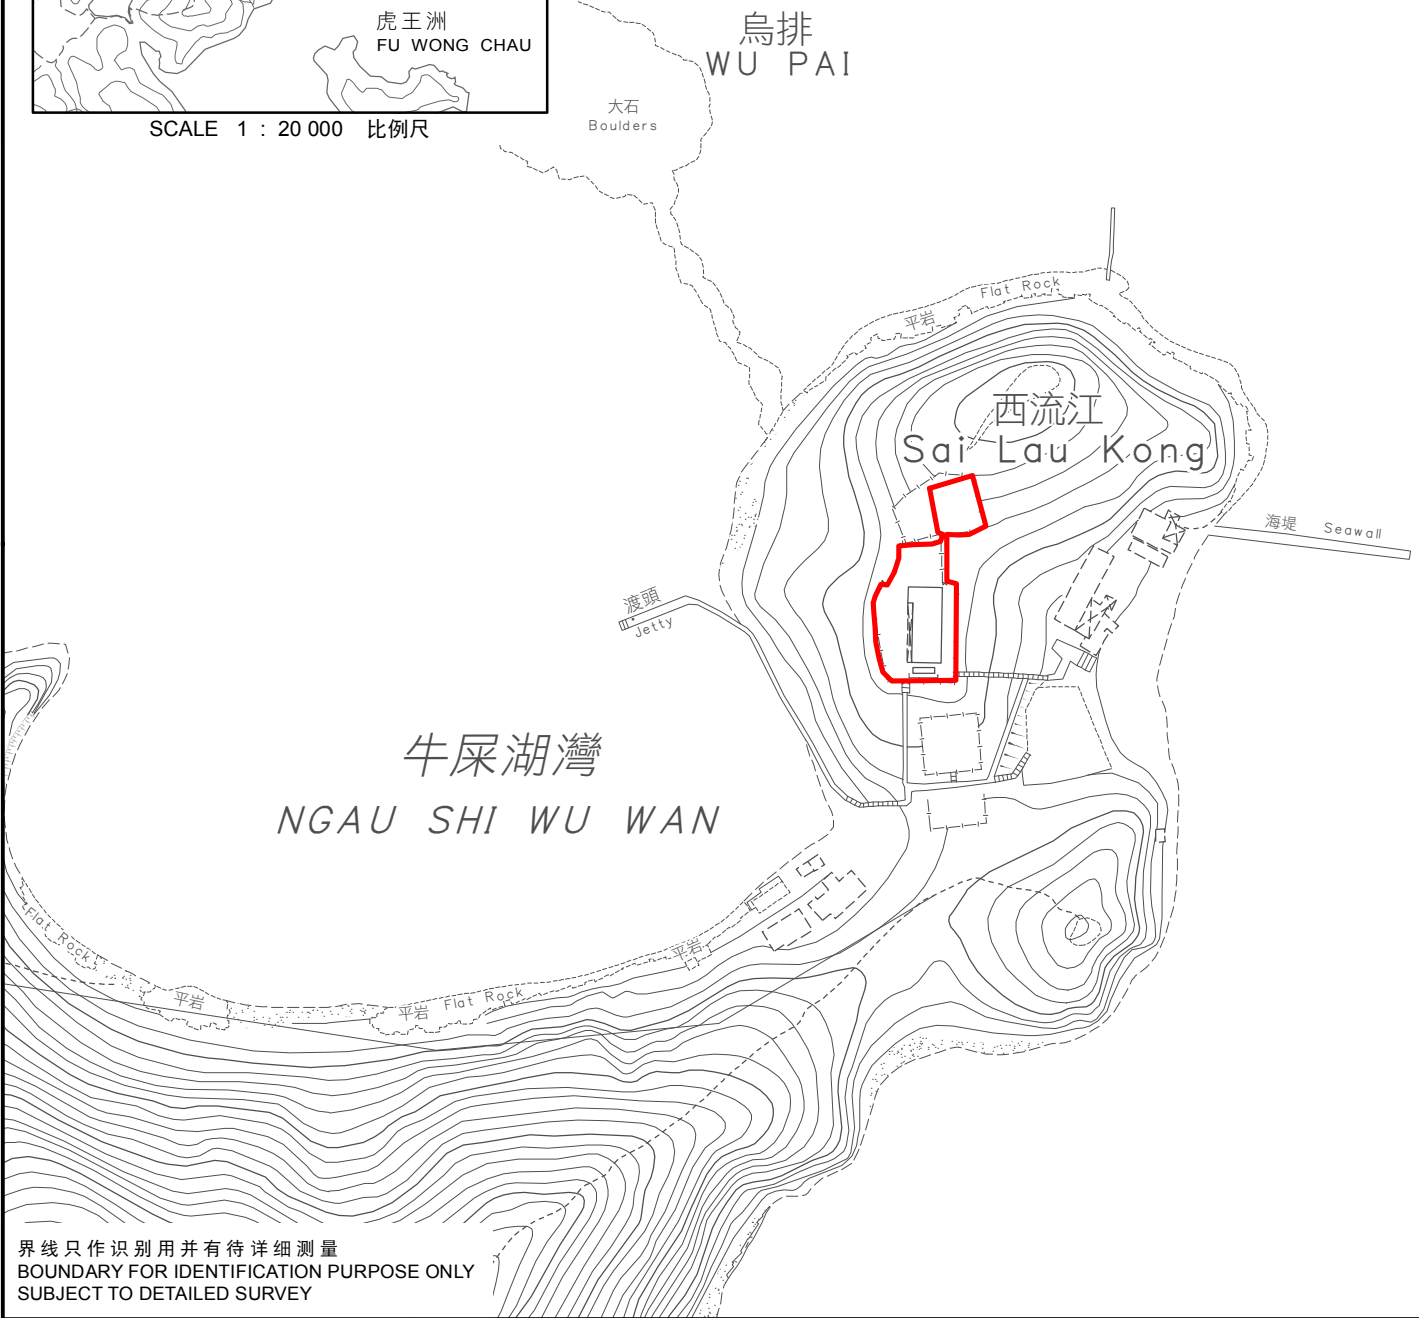 虎王洲
FU WONG CHAU
SCALE 1 : 20 000 比例尺
烏排
WU PAI
大石
Boulders
Flat Rock
平岩
西流江
Sai Lau Kong
海堤 Seawall
渡頭
Jetty
牛屎湖灣
NGAU SHI WU WAN
Flat Rock
平岩
平岩
平岩 Flat Rock
界线只作识别用并有待详细测量
BOUNDARY FOR IDENTIFICATION PURPOSE ONLY
SUBJECT TO DETAILED SURVEY